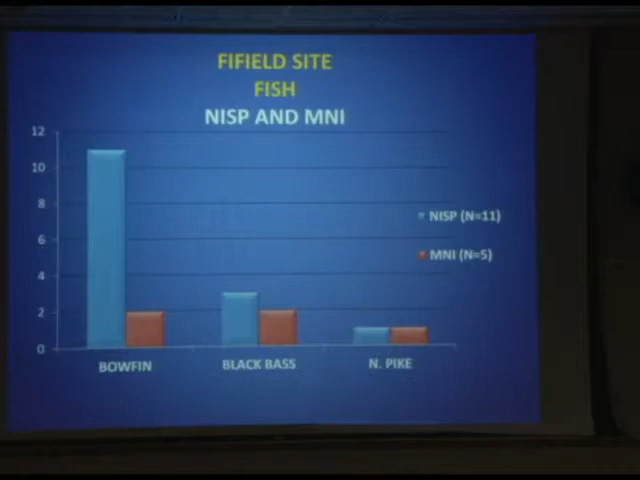 FIFIELD SITE
FISH
NISP AND MNI
12
10
8
6
4
2
0
NISP (N=11)
MNI (N=5)
BOWFIN
BLACK BASS
N. PIKE